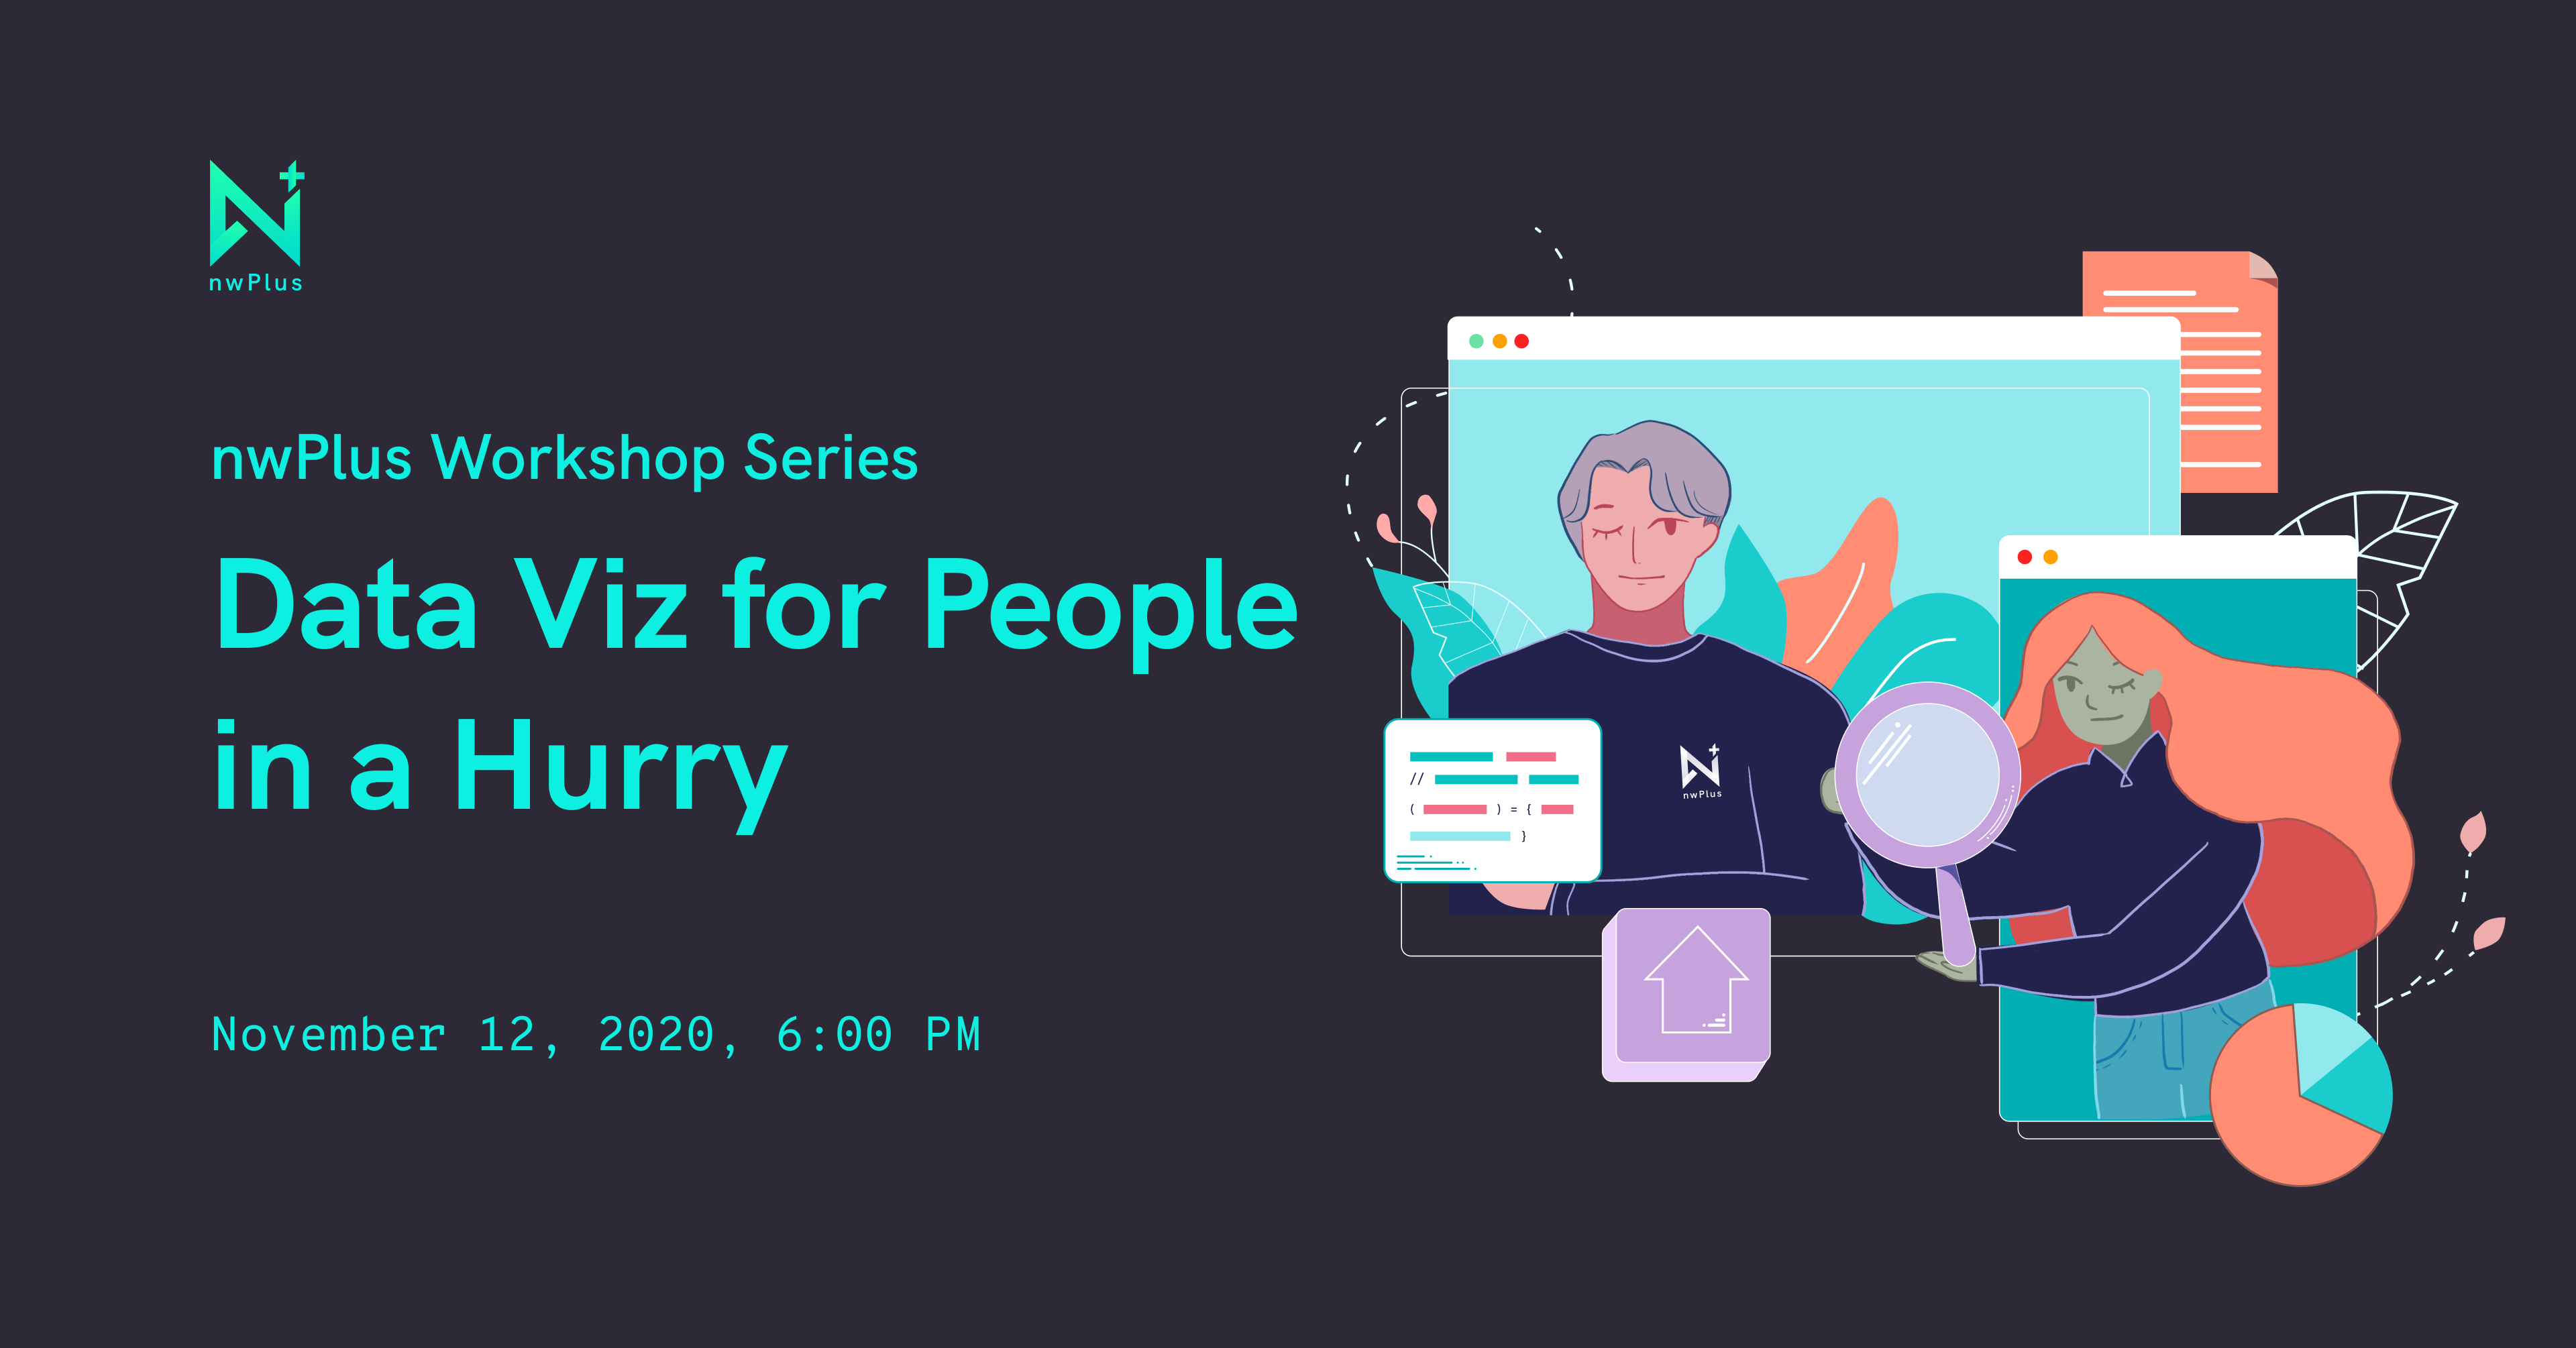 nwPlus
nwPlus Workshop Series
Data Viz for People
in a Hurry
November 12, 2020, 6:00 PM
//
( ) = {
}
nwPlus